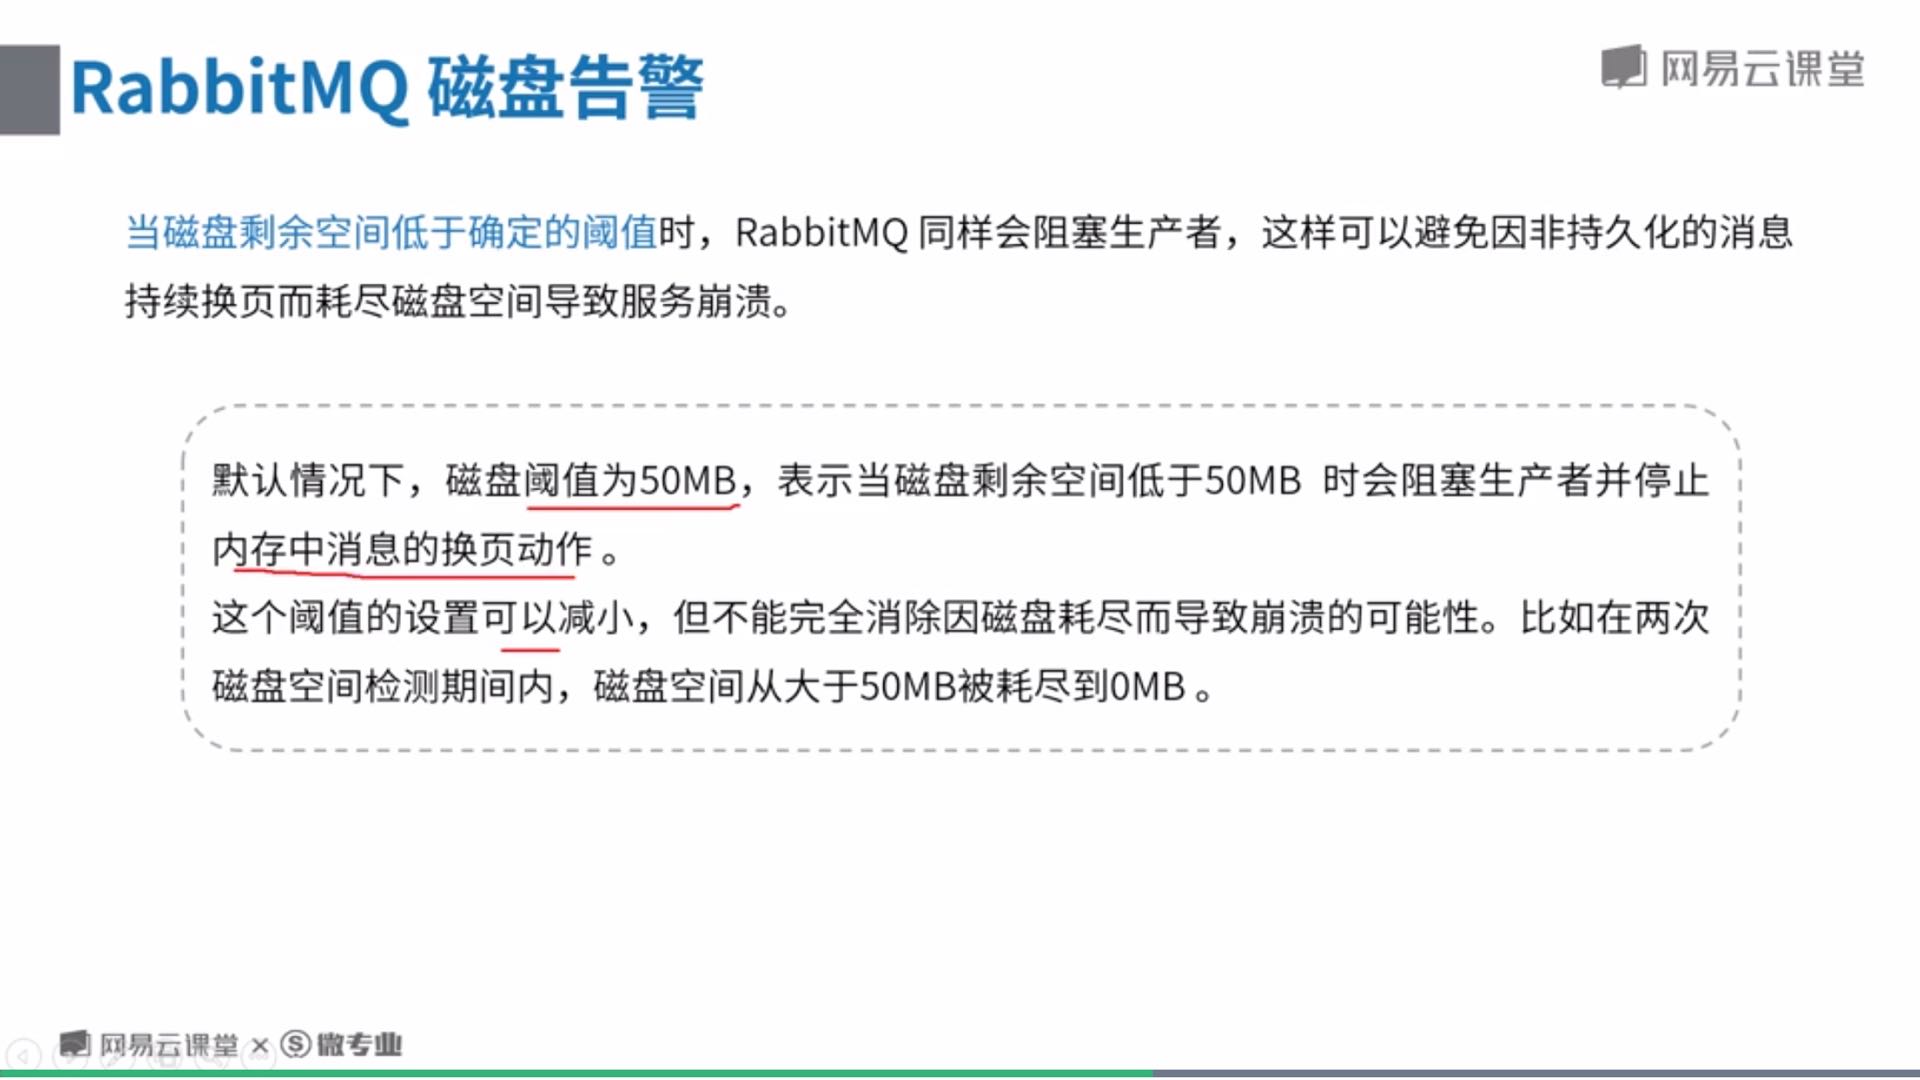 RabbitMQ 磁盘告警
网易云课堂
当磁盘剩余空间低于确定的阈值时，RabbitMQ 同样会阻塞生产者，这样可以避免因非持久化的消息
持续换页而耗尽磁盘空间导致服务崩溃。
默认情况下，磁盘阈值为50MB，表示当磁盘剩余空间低于50MB 时会阻塞生产者并停止
内存中消息的换页动作 。
这个阈值的设置可以减小，但不能完全消除因磁盘耗尽而导致崩溃的可能性。比如在两次
磁盘空间检测期间内，磁盘空间从大于50MB被耗尽到0MB 。
网易云课堂 × 微专业